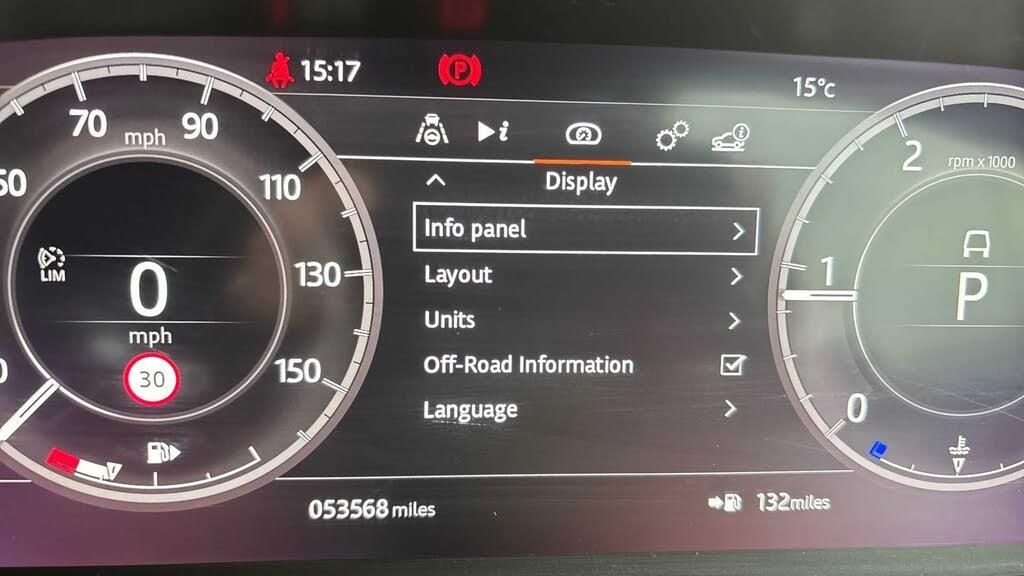 15:17
P
15°c
70
mph
90
2
rpm x 1000
50
110
Display
Info panel
LIM
0
mph
130
Layout
1
P
Units
30
150
Off-Road Information
Language
0
053568 miles
132miles